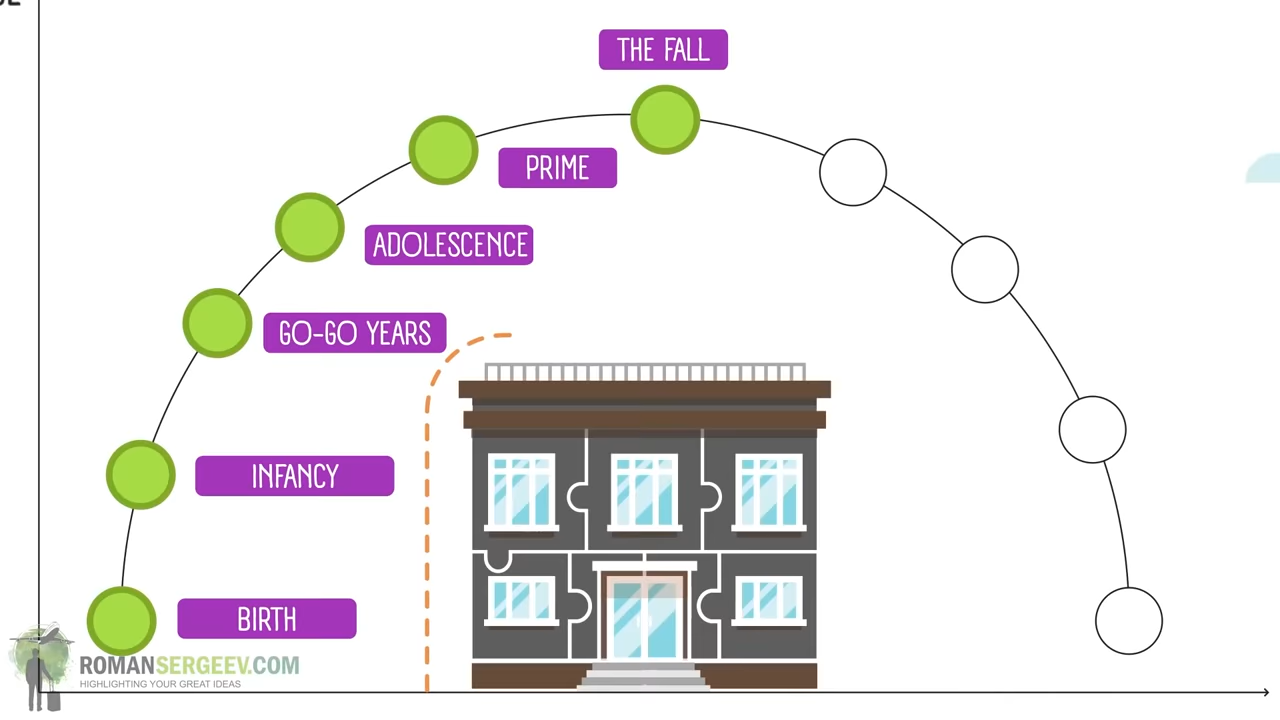 THE FALL
PRIME
ADOLESCENCE
GO-GO YEARS
INFANCY
BIRTH
ROMANSERGEEV.COM
HIGHLIGHTING YOUR GREAT IDEAS